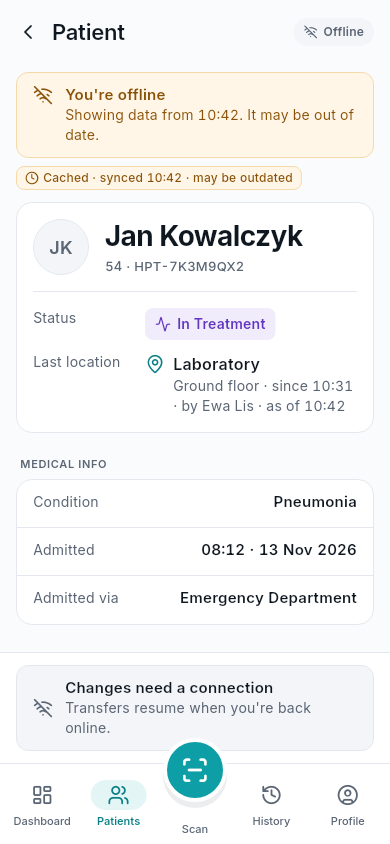 Patient
Offline
You're offline
Showing data from 10:42. It may be out of
date.
Cached · synced 10:42 · may be outdated
JK
Jan Kowalczyk
54 · HPT-7K3M9QX2
Status
In Treatment
Last location
Laboratory
Ground floor · since 10:31
· by Ewa Lis · as of 10:42
MEDICAL INFO
Condition
Pneumonia
Admitted
08:12 · 13 Nov 2026
Admitted via
Emergency Department
Changes need a connection
Transfers resume when you're back
online.
Dashboard
Patients
Scan
History
Profile